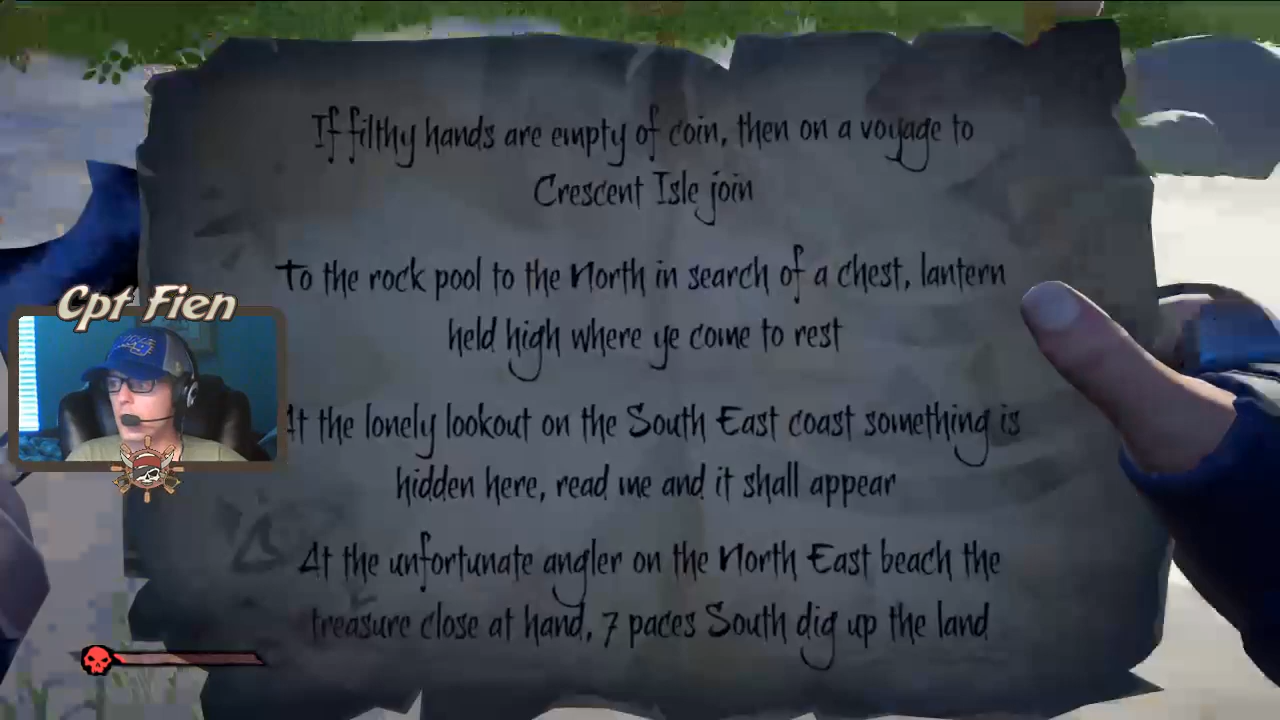 If filthy hands are empty of coin, then on a voyage to
Crescent Isle join
To the rock pool to the North in search of a chest, lantern
held high where ye come to rest
Cpt Fien
At the lonely lookout on the South East coast something is
hidden here, read me and it shall appear
At the unfortunate angler on the North East beach the
treasure close at hand, 7 paces South dig up the land